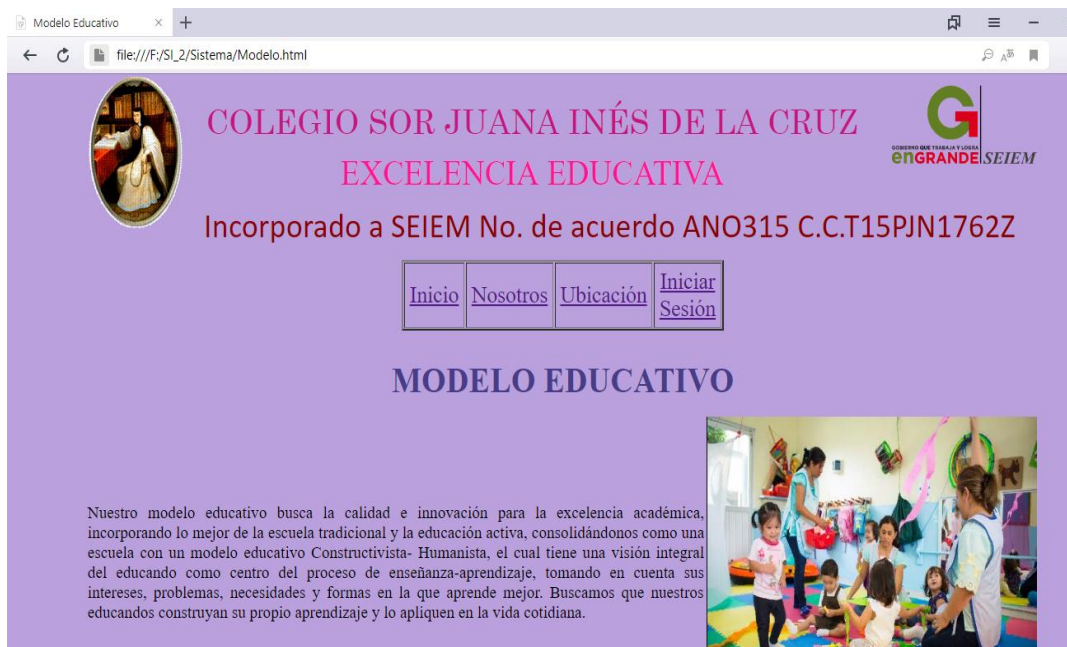 Modelo Educativo
file:///F:/SI_2/Sistema/Modelo.html
COLEGIO SOR JUANA INÉS DE LA CRUZ
EXCELENCIA EDUCATIVA
GOBIERNO QUE TRABAJA Y LOGRA
enGRANDE SEIEM
Incorporado a SEIEM No. de acuerdo ANO315 C.C.T15PJN1762Z
Inicio Nosotros Ubicación Iniciar
Sesión
MODELO EDUCATIVO
Nuestro modelo educativo busca la calidad e innovación para la excelencia académica,
incorporando lo mejor de la escuela tradicional y la educación activa, consolidándonos como una
escuela con un modelo educativo Constructivista- Humanista, el cual tiene una visión integral
del educando como centro del proceso de enseñanza-aprendizaje, tomando en cuenta sus
intereses, problemas, necesidades y formas en la que aprende mejor. Buscamos que nuestros
educandos construyan su propio aprendizaje y lo apliquen en la vida cotidiana.